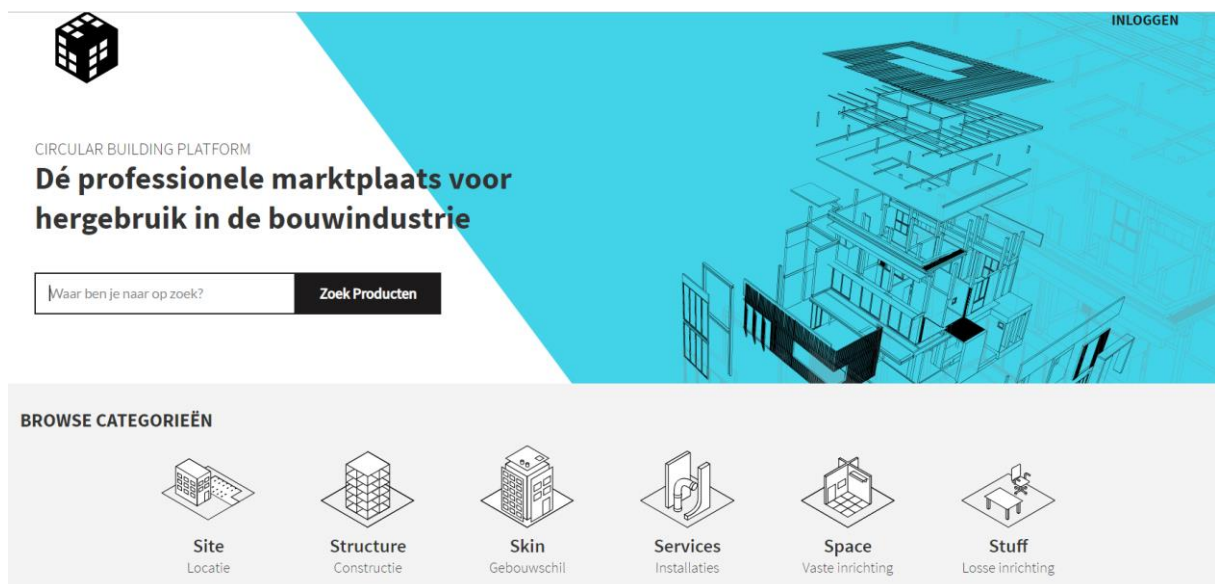 INLOGGEN
CIRCULAR BUILDING PLATFORM
Dé professionele marktplaats voor
hergebruik in de bouwindustrie
Waar ben je naar op zoek?
Zoek Producten
BROWSE CATEGORIEËN
Site
Locatie
Structure
Constructie
Skin
Gebouwschil
Services
Installaties
Space
Vaste inrichting
Stuff
Losse inrichting